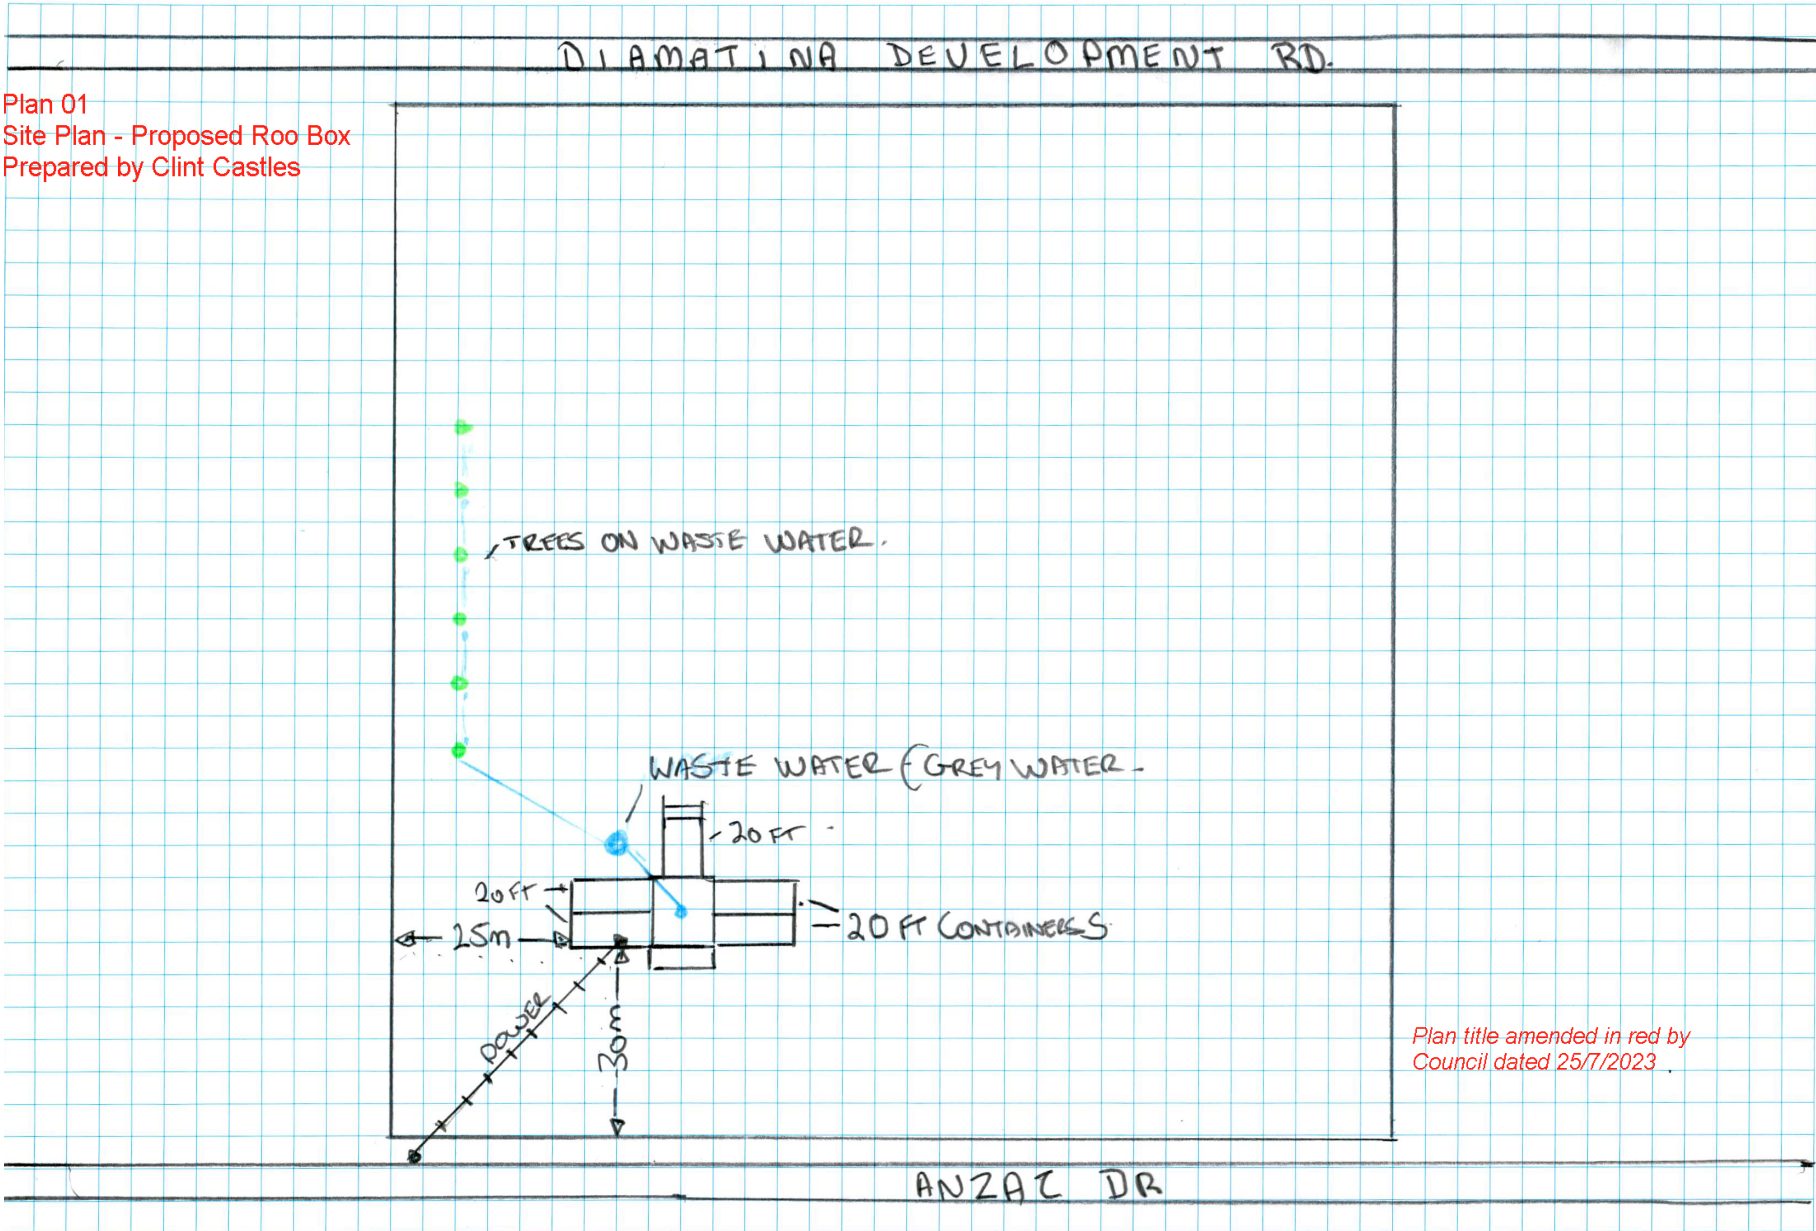 DIAMATINA DEVELOPMENT RD.
Plan 01
Site Plan - Proposed Roo Box
Prepared by Clint Castles
TREES ON WASTE WATER.
WASTE WATER (GREY WATER-
20 FT
20 FT
25m
20 FT CONTAINERS
POWER
30m
Plan title amended in red by
Council dated 25/7/2023
ANZAC DR